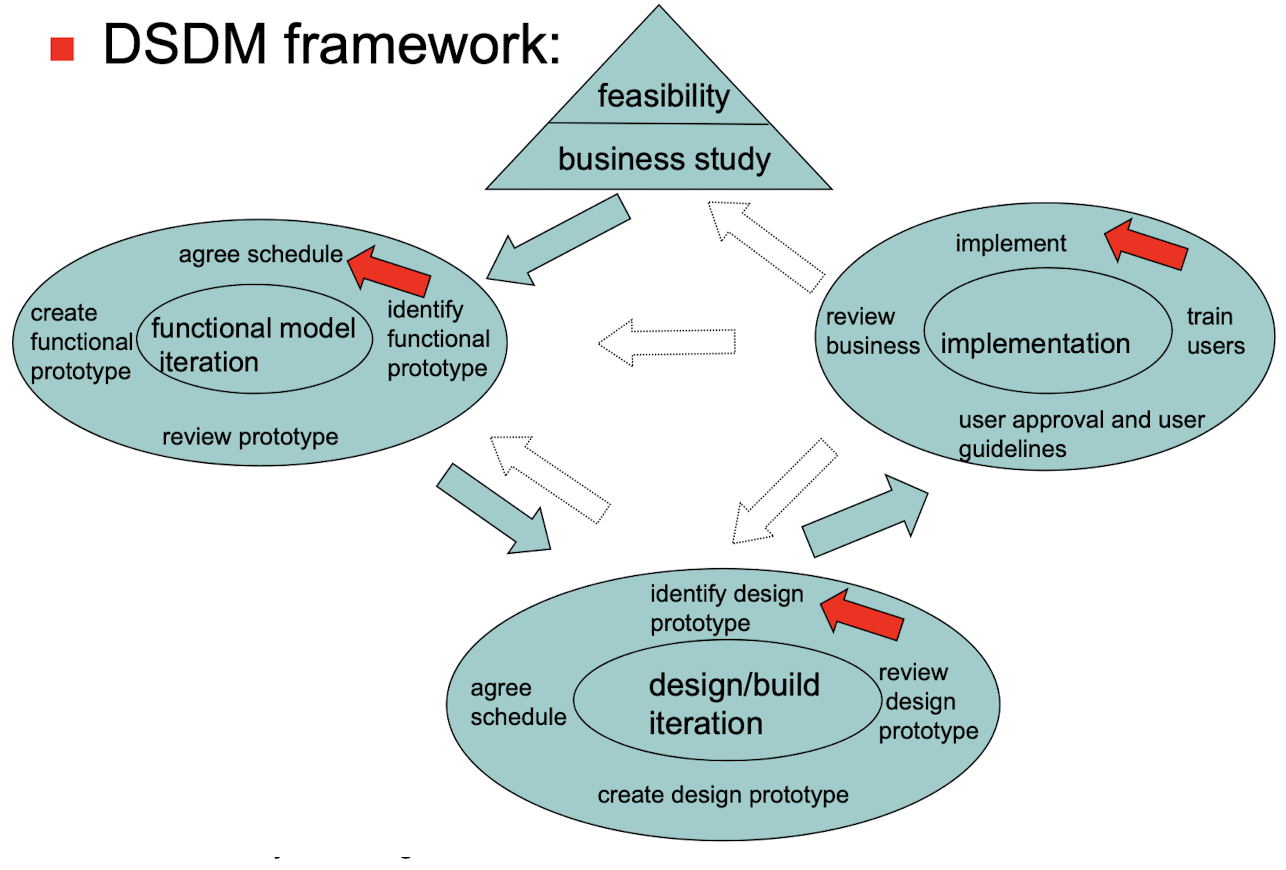 DSDM framework:
feasibility
business study
agree schedule
create
functional
prototype
functional model
iteration
identify
functional
prototype
review prototype
implement
review
business
implementation
train
users
user approval and user
guidelines
identify design
prototype
agree
schedule
design/build
iteration
review
design
prototype
create design prototype